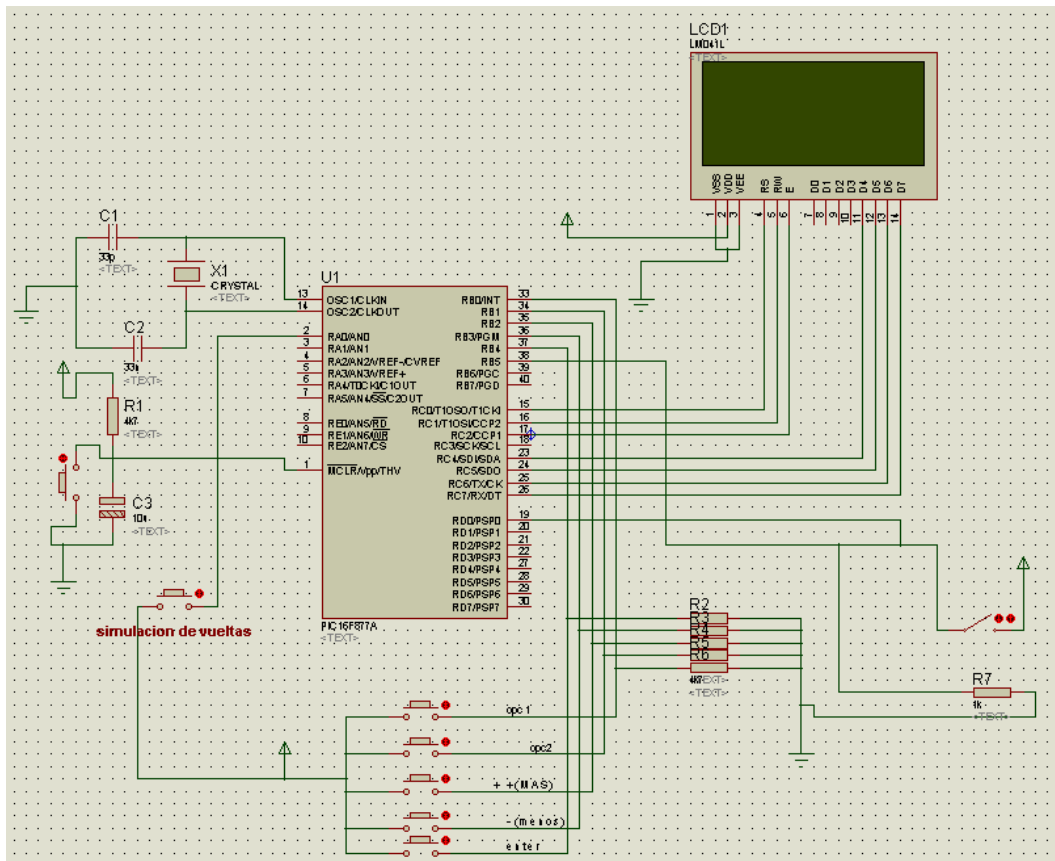 LCD1
LM041L
<TEXT>
VSS VDD VEE RS RW E D0 D1 D2 D3 D4 D5 D6 D7
1 2 3 4 5 6 7 8 9 10 11 12 13 14
C1
33p
<TEXT>
X1
CRYSTAL
<TEXT>
C2
<TEXT>
R1
4k7
<TEXT>
C3
<TEXT>
U1
13 OSC1/CLKIN
14 OSC2/CLKOUT
2 RA0/AN0
3 RA1/AN1
4 RA2/AN2/VREF-/CVREF
5 RA3/AN3/VREF+
6 RA4/T0CKI/C1OUT
7 RA5/AN4/SS/C2OUT
8 RE0/AN5/RD
9 RE1/AN6/WR
10 RE2/AN7/CS
1 MCLR/Vpp/THV
RB0/INT 33
RB1 34
RB2 35
RB3/PGM 36
RB4 37
RB5 38
RB6/PGC 39
RB7/PGD 40
RC0/T1OSO/T1CKI 15
RC1/T1OSI/CCP2 16
RC2/CCP1 17
RC3/SCK/SCL 18
RC4/SDI/SDA 23
RC5/SDO 24
RC6/TX/CK 25
RC7/RX/DT 26
RD0/PSP0 19
RD1/PSP1 20
RD2/PSP2 21
RD3/PSP3 22
RD4/PSP4 27
RD5/PSP5 28
RD6/PSP6 29
RD7/PSP7 30
PIC16F877A
<TEXT>
simulacion de vueltas
R2
R3
R4
R5
R6
4K7
<TEXT>
R7
1k
<TEXT>
opc1
opc2
+ +(MAS)
-(menos)
enter